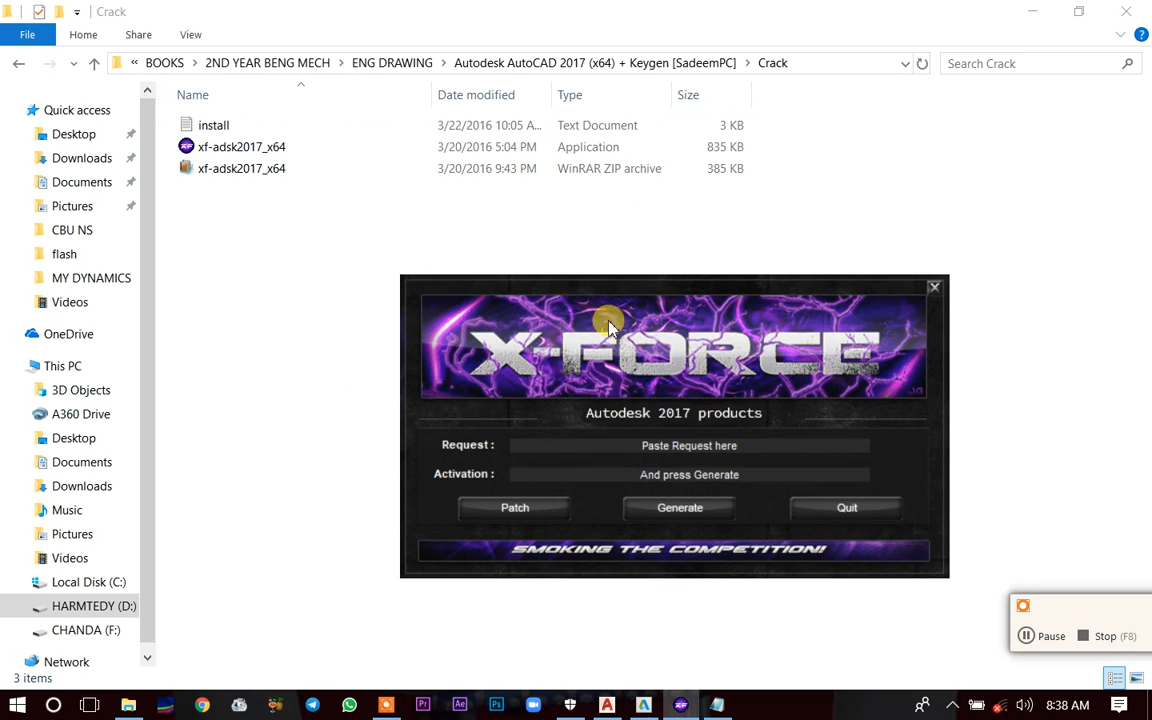 Crack
File Home Share View
« BOOKS > 2ND YEAR BENG MECH > ENG DRAWING > Autodesk AutoCAD 2017 (x64) + Keygen [SadeemPC] > Crack
Search Crack
Name Date modified Type Size
install 3/22/2016 10:05 A... Text Document 3 KB
xf-adsk2017_x64 3/20/2016 5:04 PM Application 835 KB
xf-adsk2017_x64 3/20/2016 9:43 PM WinRAR ZIP archive 385 KB
Quick access
Desktop
Downloads
Documents
Pictures
CBU NS
flash
MY DYNAMICS
Videos
OneDrive
This PC
3D Objects
A360 Drive
Desktop
Documents
Downloads
Music
Pictures
Videos
Local Disk (C:)
HARMTEDY (D:)
CHANDA (F:)
Network
3 items
X-FORCE
Autodesk 2017 products
Request : Paste Request here
Activation : And press Generate
Patch Generate Quit
SMOKING THE COMPETITION!
Pause Stop (F8)
Pr Ae Ps A A XF
8:38 AM